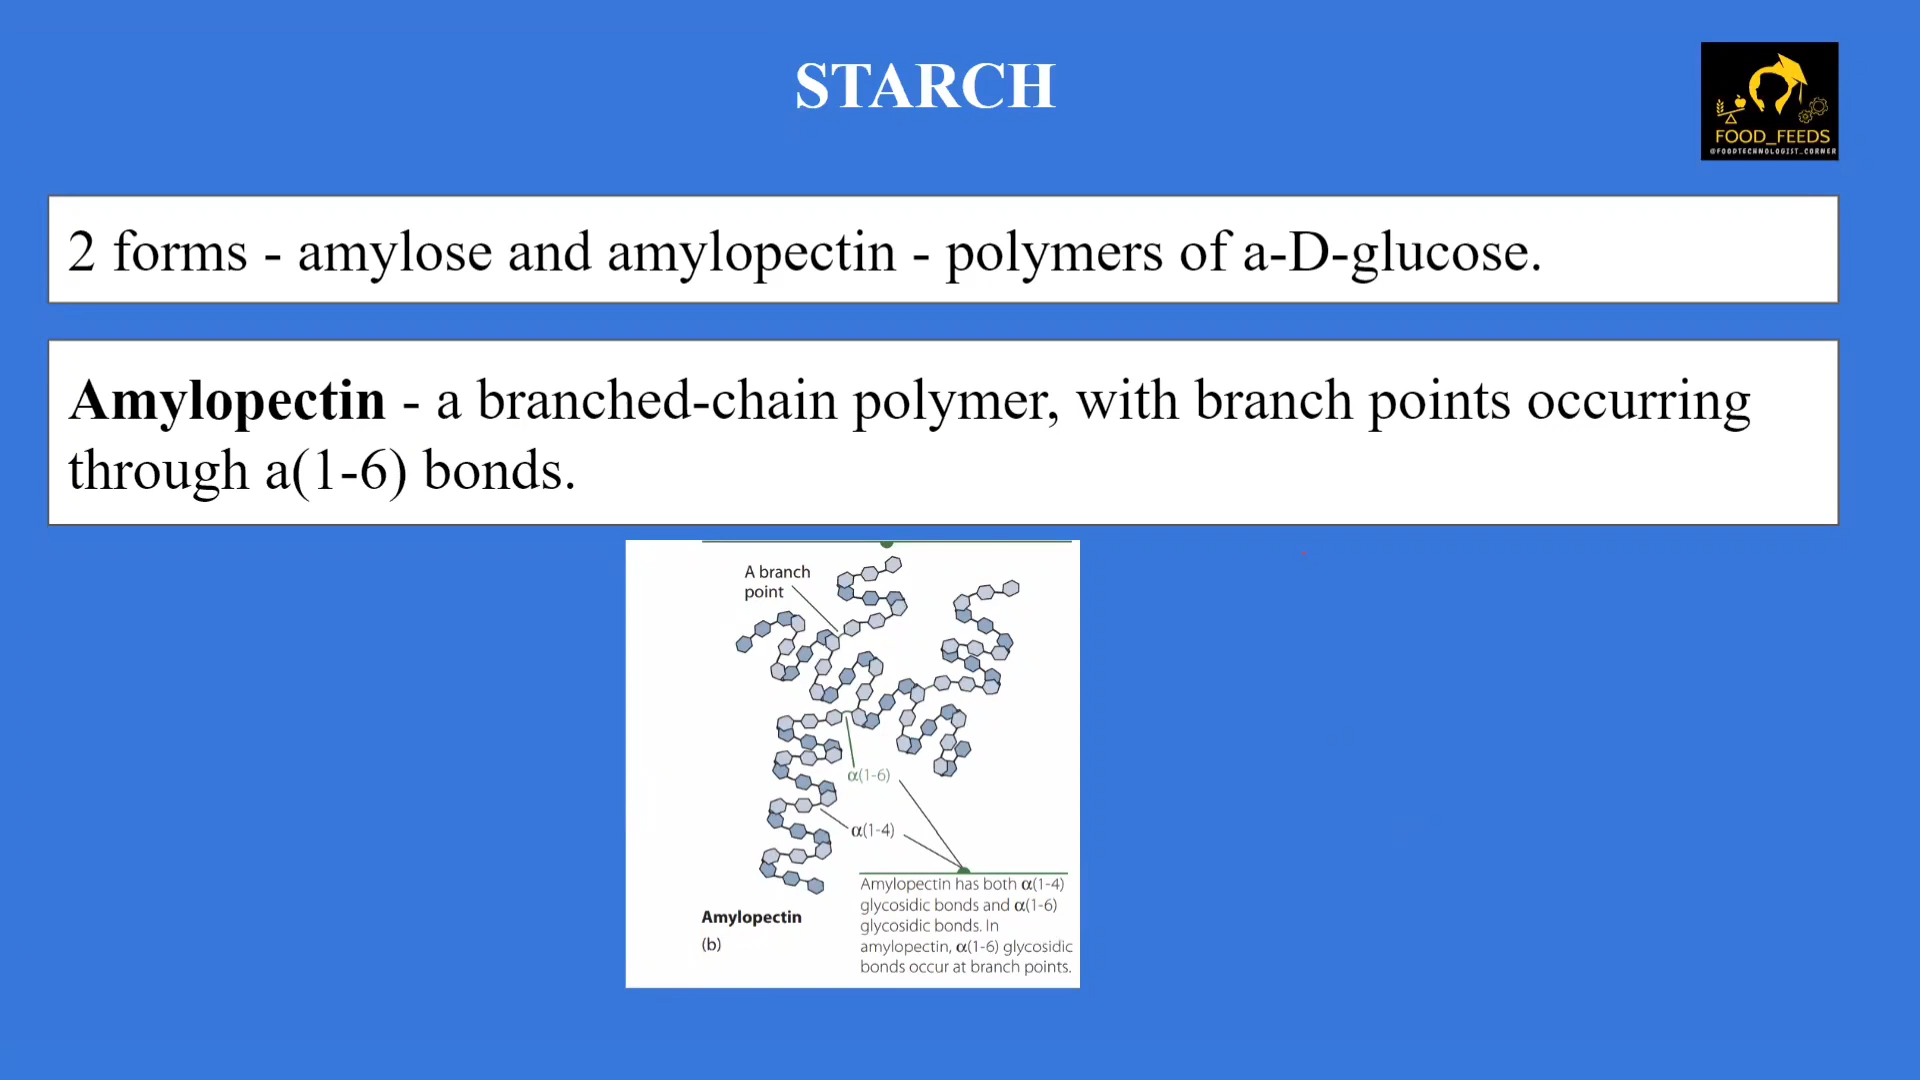 STARCH
FOOD_FEEDS
@FOODTECHNOLOGIST_CORNER
2 forms - amylose and amylopectin - polymers of a-D-glucose.
Amylopectin - a branched-chain polymer, with branch points occurring
through a(1-6) bonds.
A branch
point
α(1-6)
α(1-4)
Amylopectin has both α(1-4)
glycosidic bonds and α(1-6)
glycosidic bonds. In
amylopectin, α(1-6) glycosidic
bonds occur at branch points.
Amylopectin
(b)